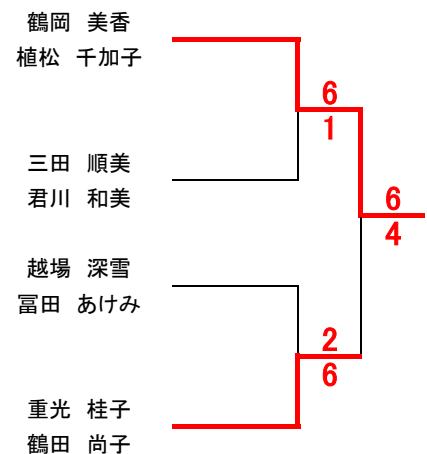 鶴岡　美香
植松　千加子
6
1
三田　順美
君川　和美
6
4
越場　深雪
冨田　あけみ
2
6
重光　桂子
鶴田　尚子